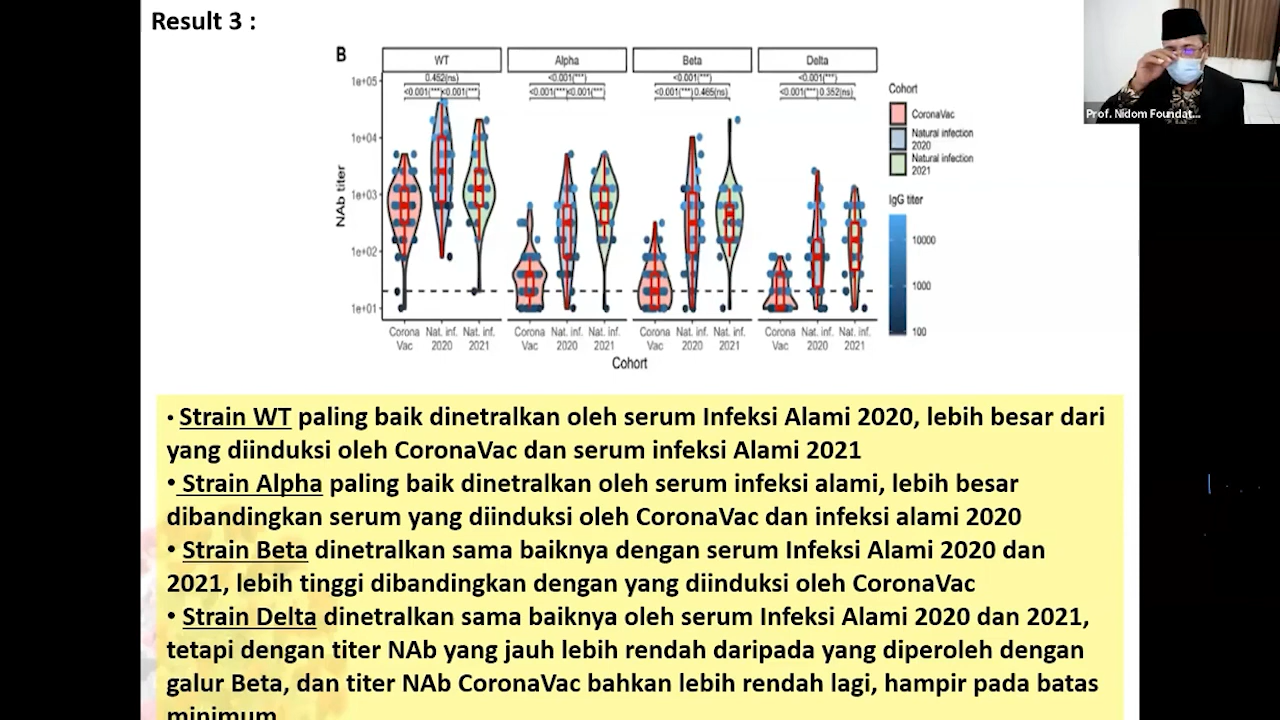 Result 3 :
Prof. Nidom Foundat...
B
WT
Alpha
Beta
Delta
0.452(ns)
<0.001(***)
<0.001(***)
<0.001(***)
<0.001(***) <0.001(***)
<0.001(***) <0.001(***)
<0.001(***) 0.465(ns)
<0.001(***) 0.352(ns)
1e+05
1e+04
1e+03
1e+02
1e+01
NAb titer
Corona Vac
Nat. inf. 2020
Nat. inf. 2021
Corona Vac
Nat. inf. 2020
Nat. inf. 2021
Corona Vac
Nat. inf. 2020
Nat. inf. 2021
Corona Vac
Nat. inf. 2020
Nat. inf. 2021
Cohort
Cohort
CoronaVac
Natural infection
2020
Natural infection
2021
IgG titer
10000
1000
100
• Strain WT paling baik dinetralkan oleh serum Infeksi Alami 2020, lebih besar dari
yang diinduksi oleh CoronaVac dan serum infeksi Alami 2021
• Strain Alpha paling baik dinetralkan oleh serum infeksi alami, lebih besar
dibandingkan serum yang diinduksi oleh CoronaVac dan infeksi alami 2020
• Strain Beta dinetralkan sama baiknya dengan serum Infeksi Alami 2020 dan
2021, lebih tinggi dibandingkan dengan yang diinduksi oleh CoronaVac
• Strain Delta dinetralkan sama baiknya oleh serum Infeksi Alami 2020 dan 2021,
tetapi dengan titer NAb yang jauh lebih rendah daripada yang diperoleh dengan
galur Beta, dan titer NAb CoronaVac bahkan lebih rendah lagi, hampir pada batas
minimum